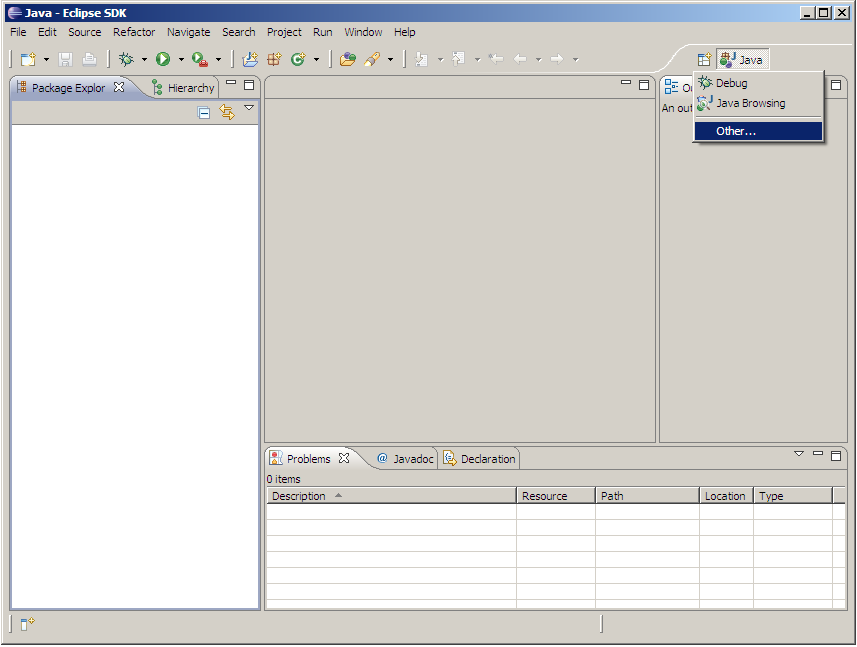 Java - Eclipse SDK
File Edit Source Refactor Navigate Search Project Run Window Help
Java
Package Explor Hierarchy
Debug
Java Browsing
An out
Other...
Problems @ Javadoc Declaration
0 items
Description Resource Path Location Type